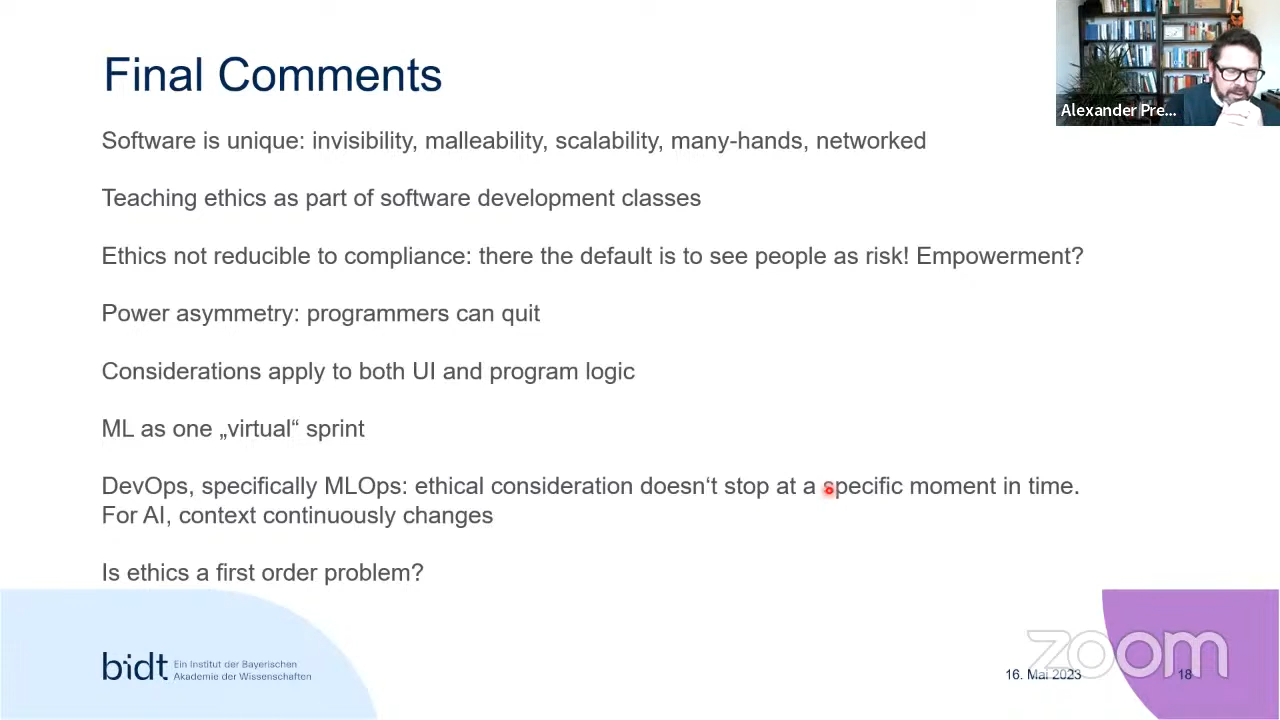 Final Comments
Alexander Pre...
Software is unique: invisibility, malleability, scalability, many-hands, networked
Teaching ethics as part of software development classes
Ethics not reducible to compliance: there the default is to see people as risk! Empowerment?
Power asymmetry: programmers can quit
Considerations apply to both UI and program logic
ML as one „virtual“ sprint
DevOps, specifically MLOps: ethical consideration doesn‘t stop at a specific moment in time.
For AI, context continuously changes
Is ethics a first order problem?
bidt
Ein Institut der Bayerischen
Akademie der Wissenschaften
zoom
16. Mai 2023
18